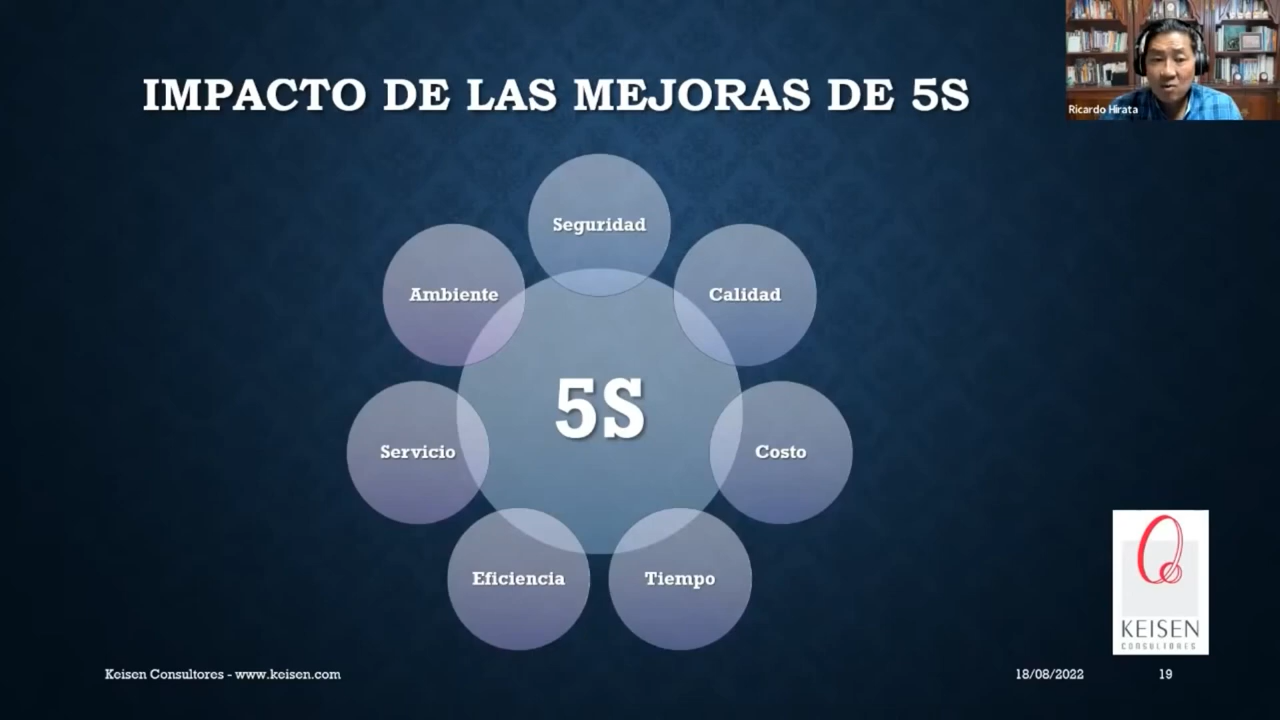 IMPACTO DE LAS MEJORAS DE 5S
Ricardo Hirata
Seguridad
Ambiente
Calidad
5S
Servicio
Costo
Eficiencia
Tiempo
KEISEN
CONSULTORES
Keisen Consultores - www.keisen.com
18/08/2022
19